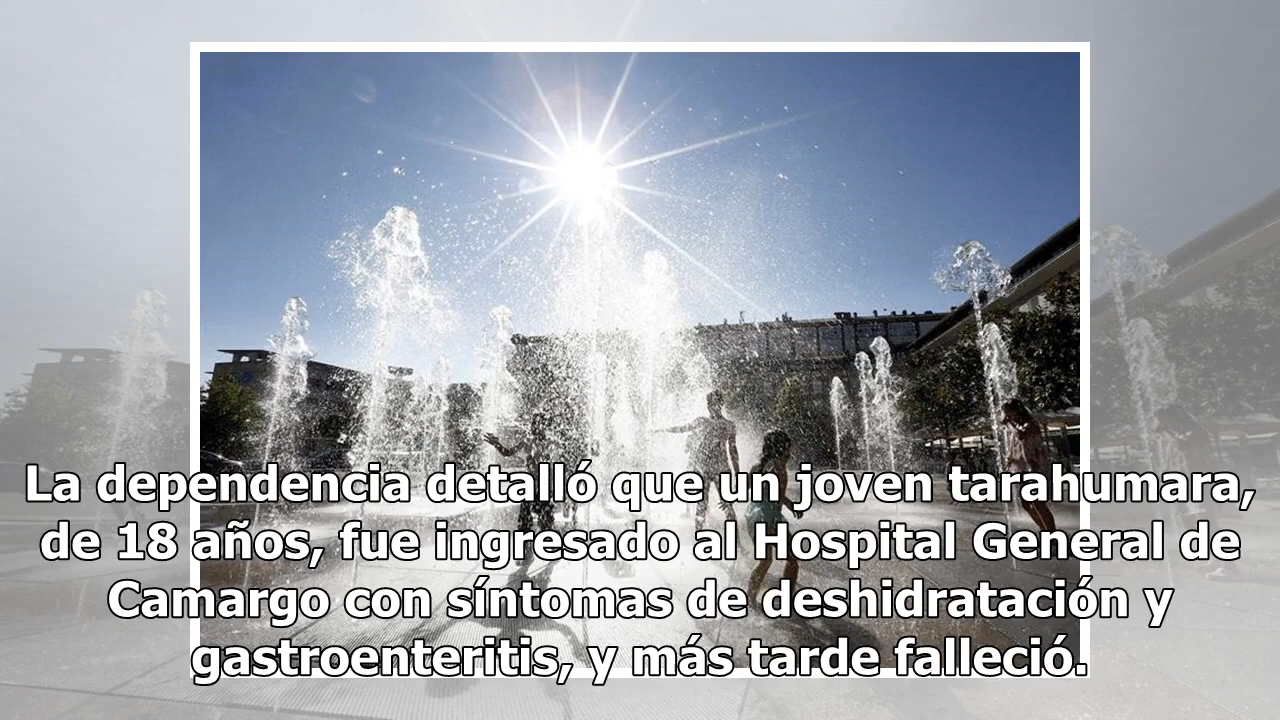 La dependencia detalló que un joven tarahumara,
de 18 años, fue ingresado al Hospital General de
Camargo con síntomas de deshidratación y
gastroenteritis, y más tarde falleció.